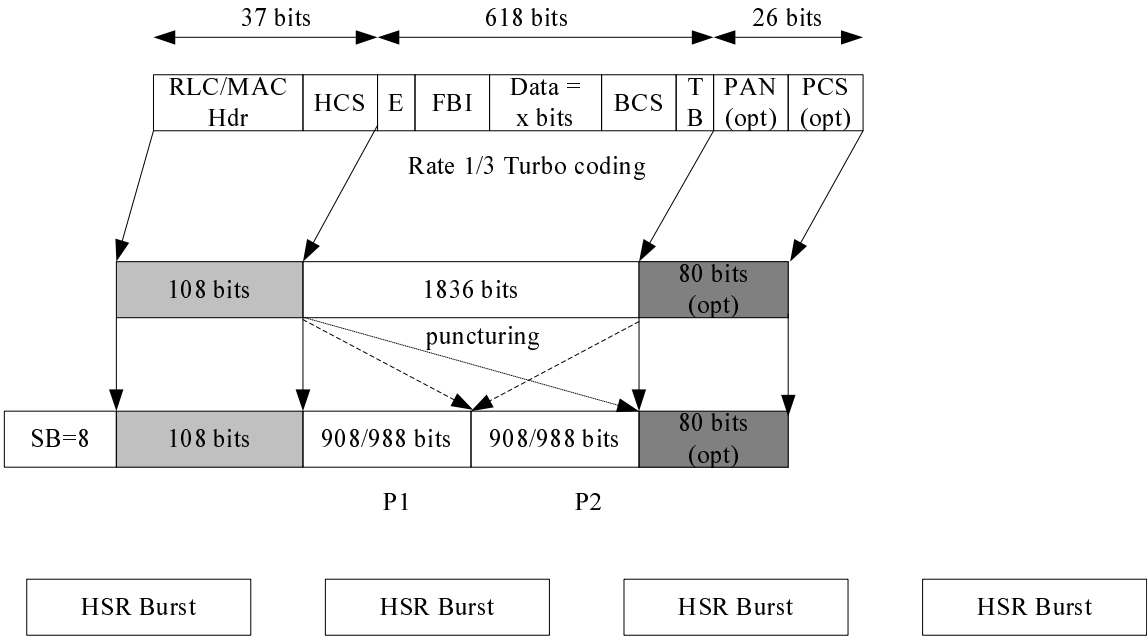 37 bits 618 bits 26 bits
RLC/MAC Hdr HCS E FBI Data = x bits BCS T B PAN (opt) PCS (opt)
Rate 1/3 Turbo coding
108 bits 1836 bits 80 bits (opt)
puncturing
SB=8 108 bits 908/988 bits 908/988 bits 80 bits (opt)
P1 P2
HSR Burst HSR Burst HSR Burst HSR Burst